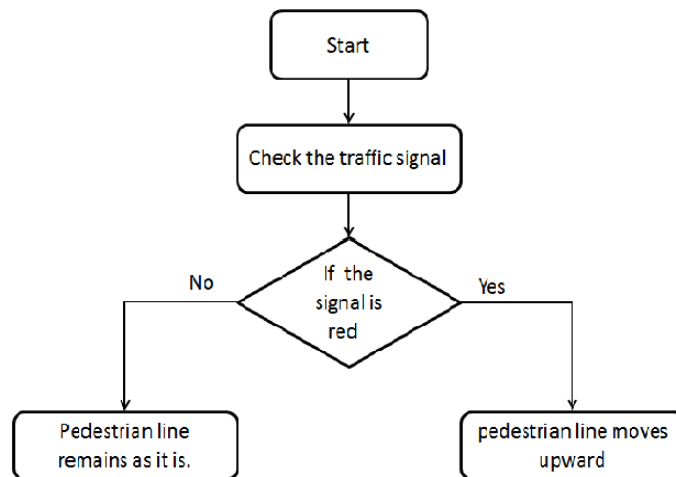 Start
Check the traffic signal
If the
signal is
red
No
Yes
Pedestrian line
remains as it is.
pedestrian line moves
upward